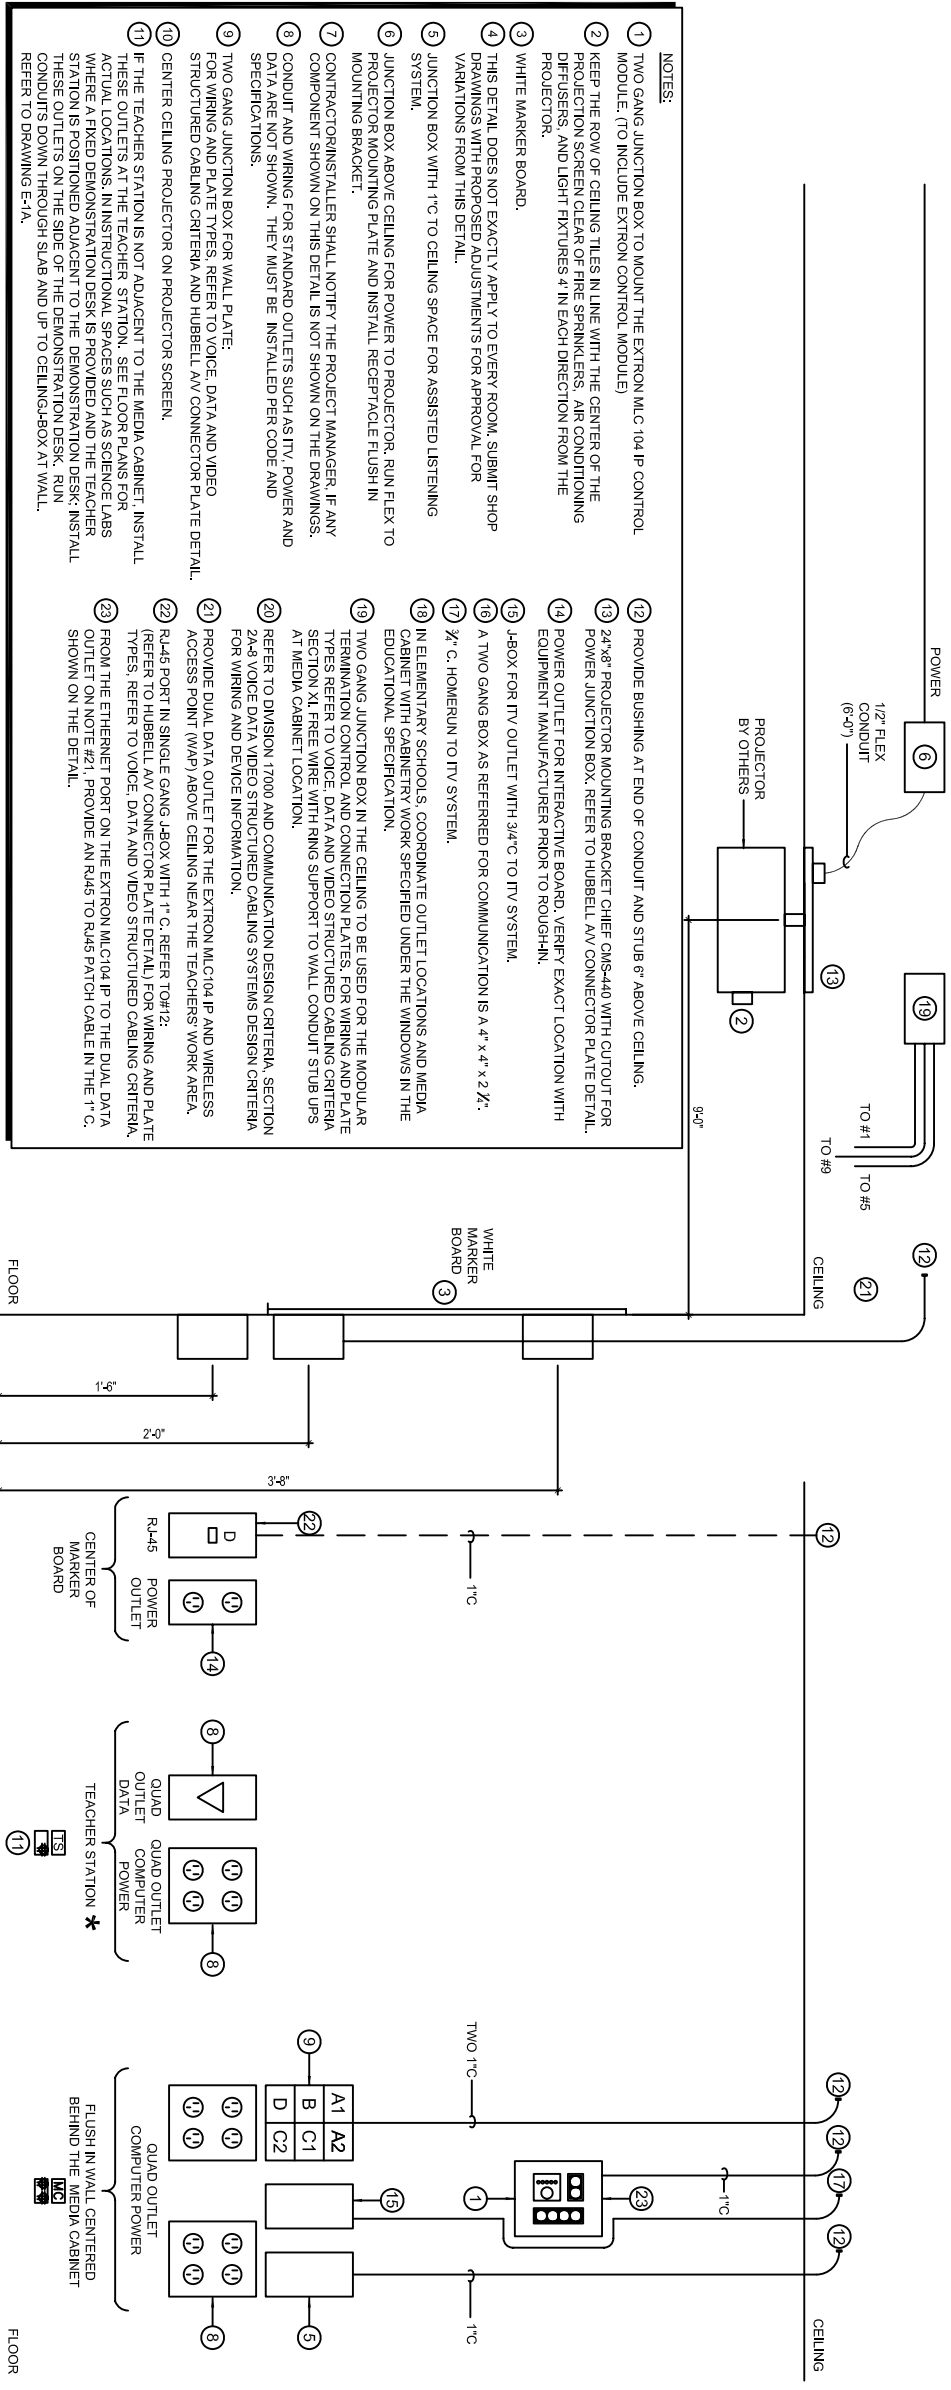 NOTES:
1 TWO GANG JUNCTION BOX TO MOUNT THE EXTRON MLC 104 IP CONTROL
MODULE. (TO INCLUDE EXTRON CONTROL MODULE)
2 KEEP THE ROW OF CEILING TILES IN LINE WITH THE CENTER OF THE
PROJECTION SCREEN CLEAR OF FIRE SPRINKLERS, AIR CONDITIONING
DIFFUSERS, AND LIGHT FIXTURES 4' IN EACH DIRECTION FROM THE
PROJECTOR.
3 WHITE MARKER BOARD.
4 THIS DETAIL DOES NOT EXACTLY APPLY TO EVERY ROOM. SUBMIT SHOP
DRAWINGS WITH PROPOSED ADJUSTMENTS FOR APPROVAL FOR
VARIATIONS FROM THIS DETAIL.
5 JUNCTION BOX WITH 1"C TO CEILING SPACE FOR ASSISTED LISTENING
SYSTEM.
6 JUNCTION BOX ABOVE CEILING FOR POWER TO PROJECTOR. RUN FLEX TO
PROJECTOR MOUNTING PLATE AND INSTALL RECEPTACLE FLUSH IN
MOUNTING BRACKET.
7 CONTRACTOR/INSTALLER SHALL NOTIFY THE PROJECT MANAGER, IF ANY
COMPONENT SHOWN ON THIS DETAIL IS NOT SHOWN ON THE DRAWINGS.
8 CONDUIT AND WIRING FOR STANDARD OUTLETS SUCH AS ITV, POWER AND
DATA ARE NOT SHOWN. THEY MUST BE INSTALLED PER CODE AND
SPECIFICATIONS.
9 TWO GANG JUNCTION BOX FOR WALL PLATE:
FOR WIRING AND PLATE TYPES, REFER TO VOICE, DATA AND VIDEO
STRUCTURED CABLING CRITERIA AND HUBBELL A/V CONNECTOR PLATE DETAIL.
10 CENTER CEILING PROJECTOR ON PROJECTOR SCREEN.
11 IF THE TEACHER STATION IS NOT ADJACENT TO THE MEDIA CABINET, INSTALL
THESE OUTLETS AT THE TEACHER STATION. SEE FLOOR PLANS FOR
ACTUAL LOCATIONS. IN INSTRUCTIONAL SPACES SUCH AS SCIENCE LABS
WHERE A FIXED DEMONSTRATION DESK IS PROVIDED AND THE TEACHER
STATION IS POSITIONED ADJACENT TO THE DEMONSTRATION DESK; INSTALL
THESE OUTLETS ON THE SIDE OF THE DEMONSTRATION DESK. RUN
CONDUITS DOWN THROUGH SLAB AND UP TO CEILINGJ-BOX AT WALL.
REFER TO DRAWING E-1A.
12 PROVIDE BUSHING AT END OF CONDUIT AND STUB 6" ABOVE CEILING.
13 24"x8" PROJECTOR MOUNTING BRACKET CHIEF CMS-440 WITH CUTOUT FOR
POWER JUNCTION BOX. REFER TO HUBBELL A/V CONNECTOR PLATE DETAIL.
14 POWER OUTLET FOR INTERACTIVE BOARD. VERIFY EXACT LOCATION WITH
EQUIPMENT MANUFACTURER PRIOR TO ROUGH-IN.
15 J-BOX FOR ITV OUTLET WITH 3/4"C TO ITV SYSTEM.
16 A TWO GANG BOX AS REFERRED FOR COMMUNICATION IS A 4" x 4" x 2 ¼".
17 ¾" C. HOMERUN TO ITV SYSTEM.
18 IN ELEMENTARY SCHOOLS, COORDINATE OUTLET LOCATIONS AND MEDIA
CABINET WITH CABINETRY WORK SPECIFIED UNDER THE WINDOWS IN THE
EDUCATIONAL SPECIFICATION.
19 TWO GANG JUNCTION BOX IN THE CEILING TO BE USED FOR THE MODULAR
TERMINATION CONTROL AND CONNECTION PLATES. FOR WIRING AND PLATE
TYPES REFER TO VOICE, DATA AND VIDEO STRUCTURED CABLING CRITERIA
SECTION XI. FREE WIRE WITH RING SUPPORT TO WALL CONDUIT STUB UPS
AT MEDIA CABINET LOCATION.
20 REFER TO DIVISION 17000 AND COMMUNICATION DESIGN CRITERIA, SECTION
2A-8 VOICE DATA VIDEO STRUCTURED CABLING SYSTEMS DESIGN CRITERIA
FOR WIRING AND DEVICE INFORMATION.
21 PROVIDE DUAL DATA OUTLET FOR THE EXTRON MLC104 IP AND WIRELESS
ACCESS POINT (WAP) ABOVE CEILING NEAR THE TEACHERS' WORK AREA.
22 RJ-45 PORT IN SINGLE GANG J-BOX WITH 1" C. REFER TO#12:
(REFER TO HUBBELL A/V CONNECTOR PLATE DETAIL) FOR WIRING AND PLATE
TYPES, REFER TO VOICE, DATA AND VIDEO STRUCTURED CABLING CRITERIA.
23 FROM THE ETHERNET PORT ON THE EXTRON MLC104 IP TO THE DUAL DATA
OUTLET ON NOTE #21, PROVIDE AN RJ45 TO RJ45 PATCH CABLE IN THE 1" C.
SHOWN ON THE DETAIL.
POWER
6
1/2" FLEX
CONDUIT
(6'-0")
PROJECTOR
BY OTHERS
13
2
19
TO #1
TO #9
TO #5
9'-0"
12
21
CEILING
WHITE
MARKER
BOARD
3
FLOOR
1'-6"
2'-0"
3'-8"
12
1"C
22
D
RJ-45
POWER
OUTLET
14
CENTER OF
MARKER
BOARD
8
QUAD
OUTLET
DATA
QUAD OUTLET
COMPUTER
POWER
8
TEACHER STATION *
TS
11
12
12
17
12
CEILING
TWO 1"C
1"C
1"C
9
A1
A2
B
C1
D
C2
1
23
15
5
8
QUAD OUTLET
COMPUTER POWER
FLUSH IN WALL CENTERED
BEHIND THE MEDIA CABINET
MC
FLOOR